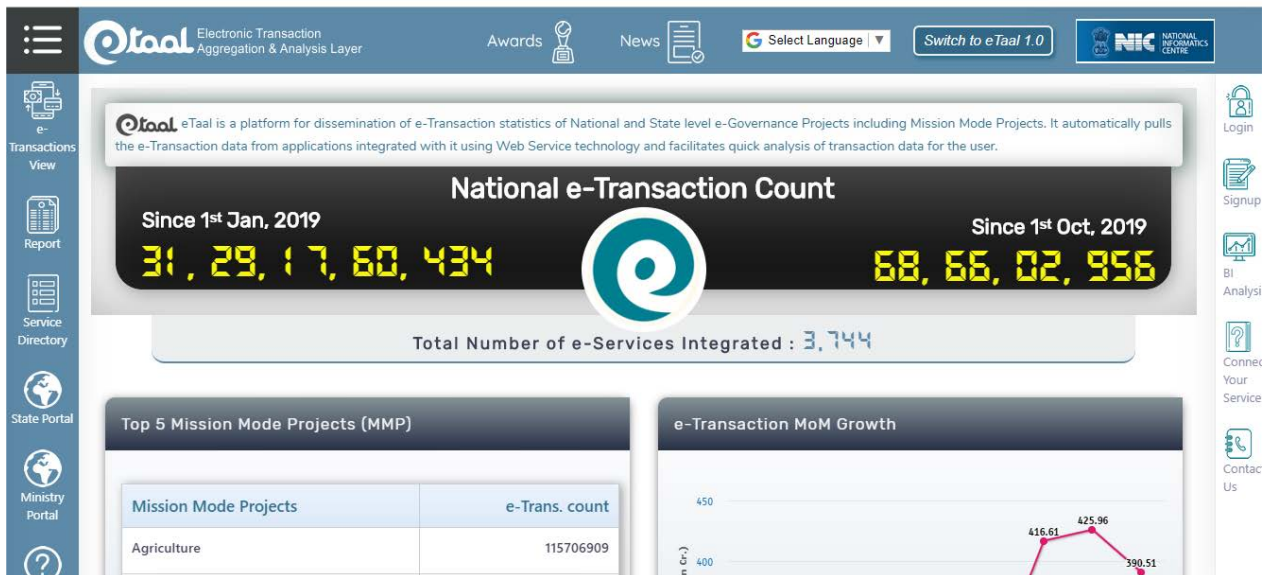 etaal Electronic Transaction
Aggregation & Analysis Layer
Awards
News
G Select Language ▼
Switch to eTaal 1.0
NIC NATIONAL
INFORMATICS
CENTRE
e-
Transactions
View
Report
Service
Directory
State Portal
Ministry
Portal
etaal eTaal is a platform for dissemination of e-Transaction statistics of National and State level e-Governance Projects including Mission Mode Projects. It automatically pulls
the e-Transaction data from applications integrated with it using Web Service technology and facilitates quick analysis of transaction data for the user.
National e-Transaction Count
Since 1st Jan, 2019
31, 29, 17, 60, 434
Since 1st Oct, 2019
68, 66, 02, 956
Total Number of e-Services Integrated : 3,744
Top 5 Mission Mode Projects (MMP)
Mission Mode Projects e-Trans. count
Agriculture 115706909
e-Transaction MoM Growth
450
416.61
425.96
400
390.51
n Cr.)
Login
Signup
BI
Analysi
Connec
Your
Service
Contac
Us